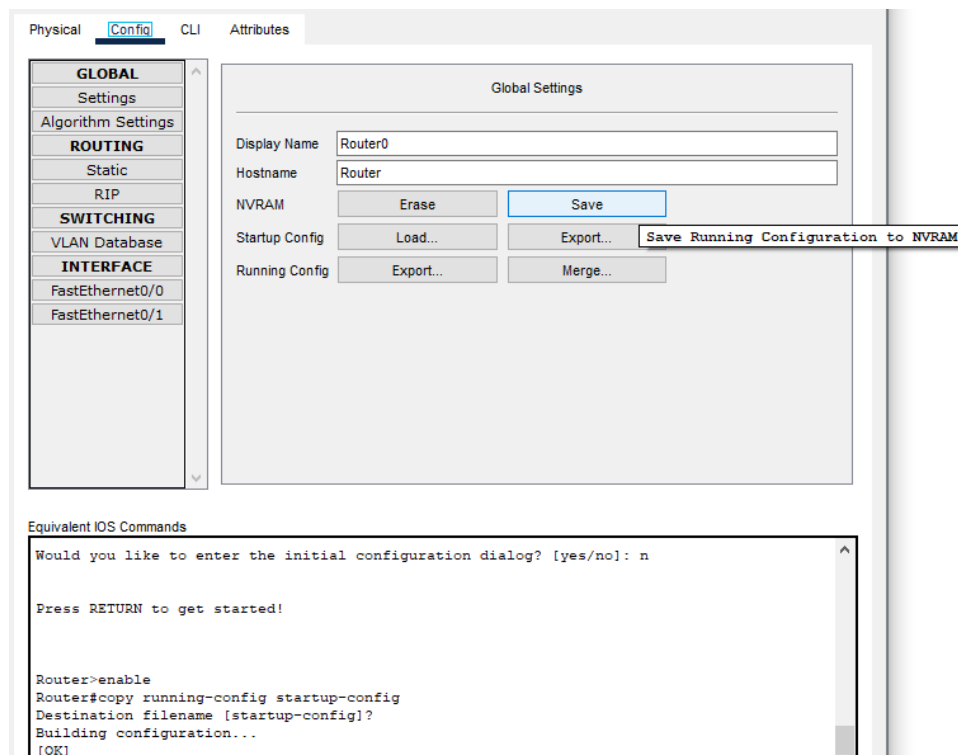 Physical Config CLI Attributes
GLOBAL
Settings
Algorithm Settings
ROUTING
Static
RIP
SWITCHING
VLAN Database
INTERFACE
FastEthernet0/0
FastEthernet0/1
Global Settings
Display Name Router0
Hostname Router
NVRAM Erase Save
Startup Config Load... Export...
Save Running Configuration to NVRAM
Running Config Export... Merge...
Equivalent IOS Commands
Would you like to enter the initial configuration dialog? [yes/no]: n
Press RETURN to get started!
Router>enable
Router#copy running-config startup-config
Destination filename [startup-config]?
Building configuration...
[OK]